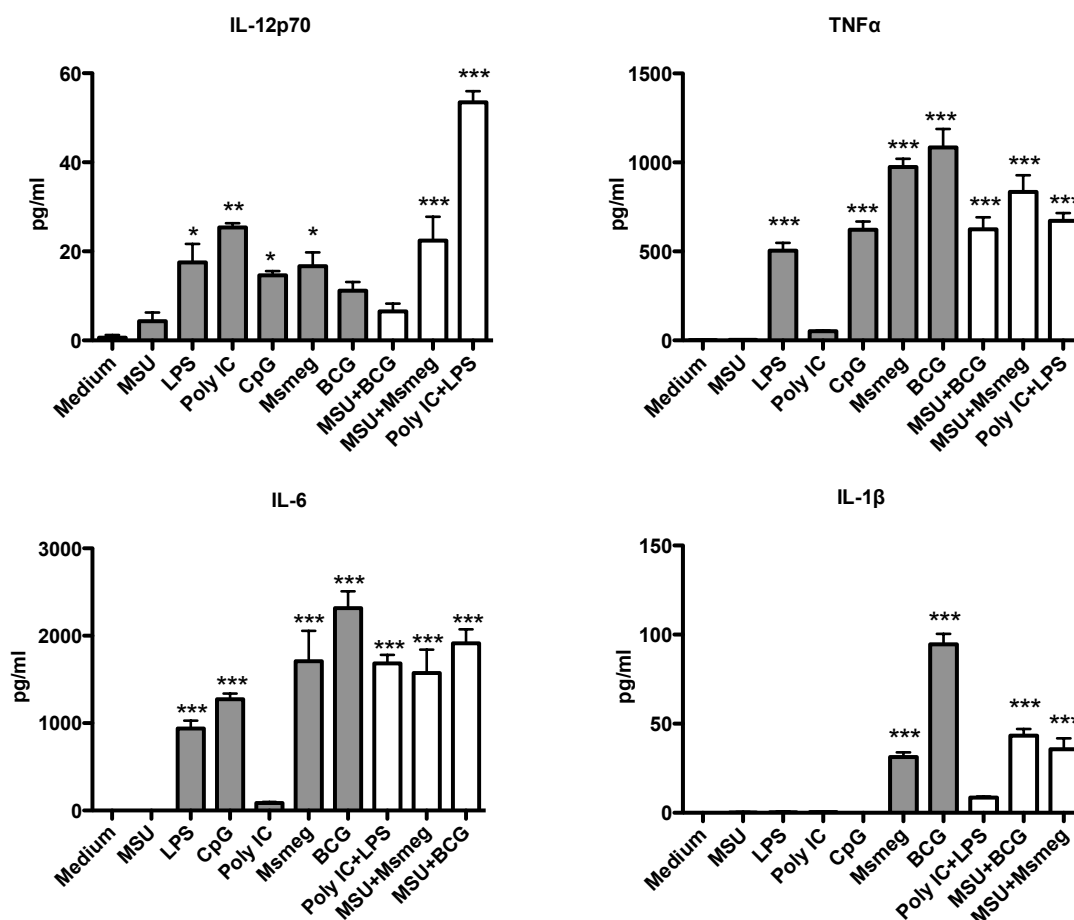 IL-12p70
pg/ml
60
40
20
0
*
**
*
*
***
***
Medium
MSU
LPS
Poly IC
CpG
Msmeg
BCG
MSU+BCG
MSU+Msmeg
Poly IC+LPS
TNFα
pg/ml
1500
1000
500
0
***
***
***
***
***
***
***
Medium
MSU
LPS
Poly IC
CpG
Msmeg
BCG
MSU+BCG
MSU+Msmeg
Poly IC+LPS
IL-6
pg/ml
3000
2000
1000
0
***
***
***
***
***
***
***
Medium
MSU
LPS
CpG
Poly IC
Msmeg
BCG
Poly IC+LPS
MSU+Msmeg
MSU+BCG
IL-1β
pg/ml
150
100
50
0
***
***
***
***
Medium
MSU
LPS
Poly IC
CpG
Msmeg
BCG
Poly IC+LPS
MSU+BCG
MSU+Msmeg